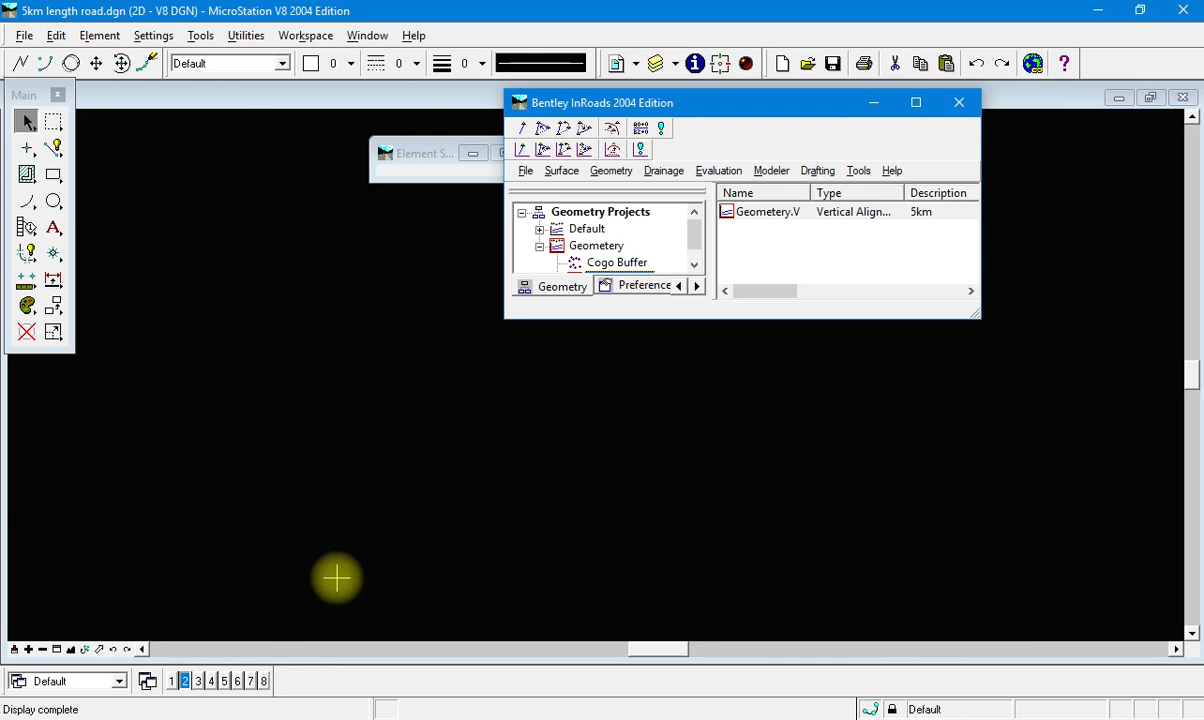 5km length road.dgn (2D - V8 DGN) - MicroStation V8 2004 Edition
File Edit Element Settings Tools Utilities Workspace Window Help
Default 0 0 0
Main
Bentley InRoads 2004 Edition
Element S...
File Surface Geometry Drainage Evaluation Modeler Drafting Tools Help
Name Type Description
Geometry Projects
Geometery.V Vertical Align... 5km
Default
Geometery
Cogo Buffer
Geometry Preference
Default 1 2 3 4 5 6 7 8
Display complete Default